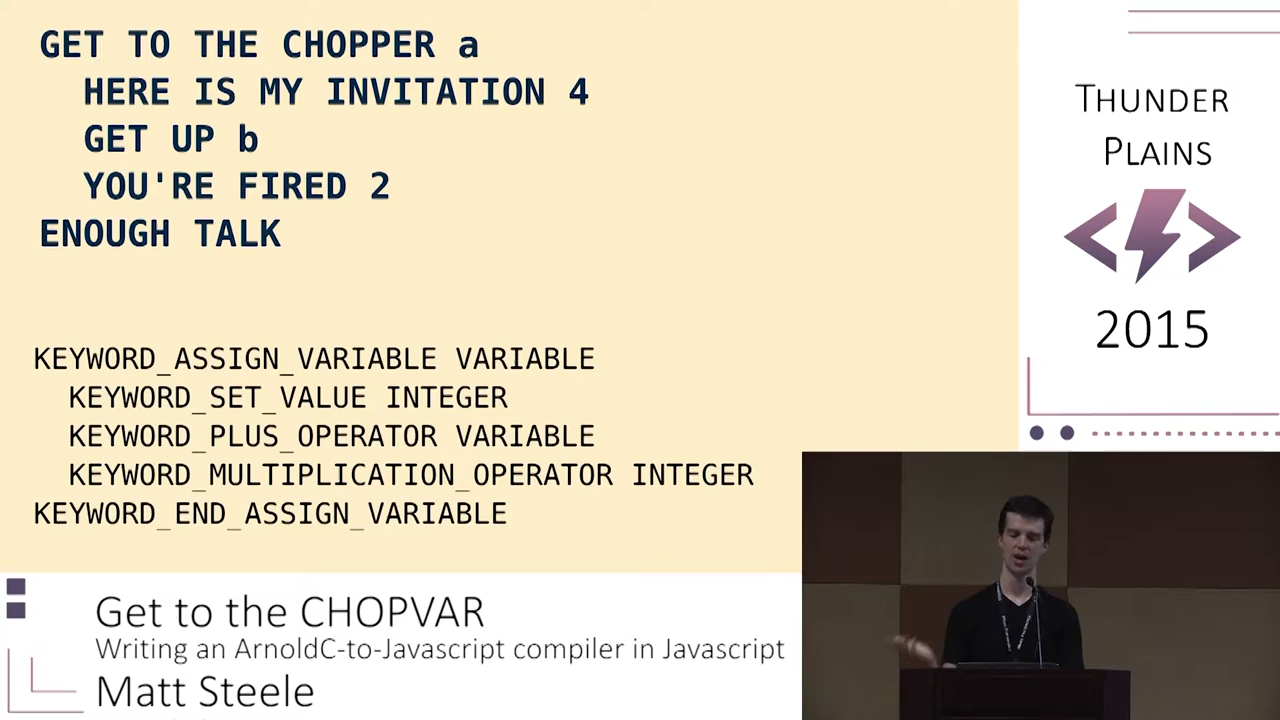 GET TO THE CHOPPER a
HERE IS MY INVITATION 4
GET UP b
YOU'RE FIRED 2
ENOUGH TALK
KEYWORD_ASSIGN_VARIABLE VARIABLE
KEYWORD_SET_VALUE INTEGER
KEYWORD_PLUS_OPERATOR VARIABLE
KEYWORD_MULTIPLICATION_OPERATOR INTEGER
KEYWORD_END_ASSIGN_VARIABLE
THUNDER
PLAINS
2015
Get to the CHOPVAR
Writing an ArnoldC-to-Javascript compiler in Javascript
Matt Steele